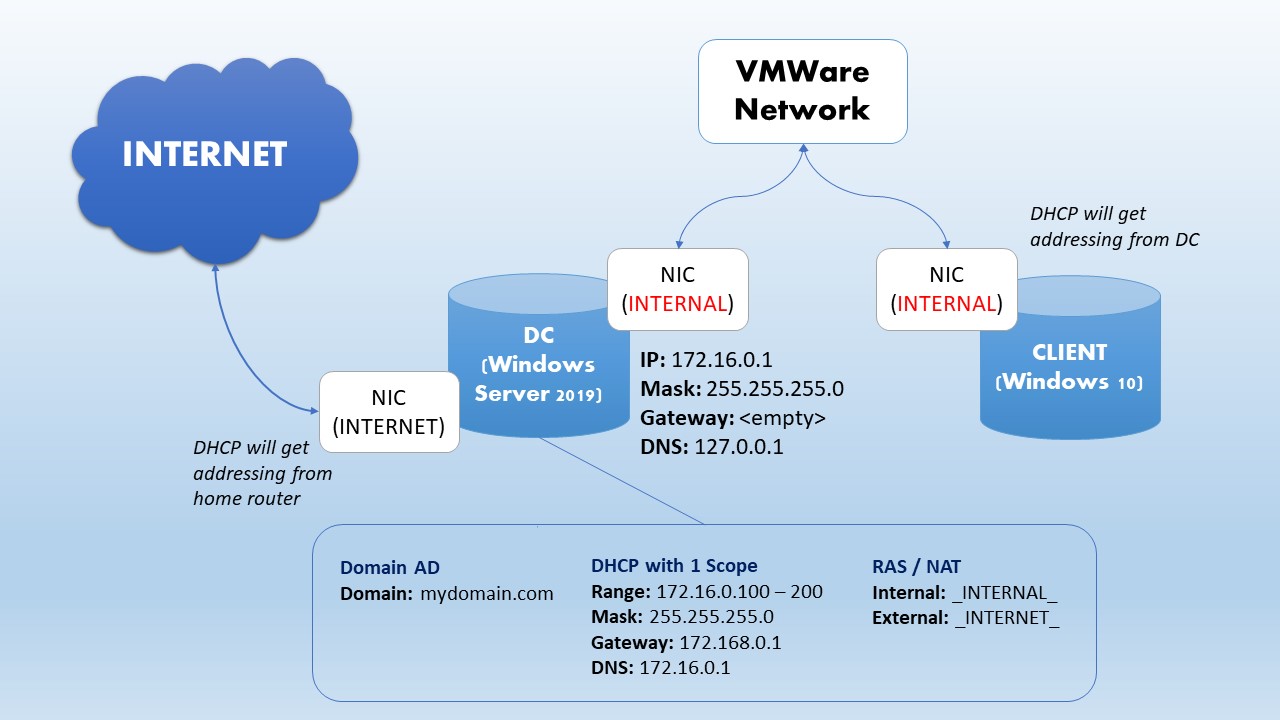 INTERNET
VMWare
Network
DHCP will get
addressing from DC
NIC
(INTERNAL)
NIC
(INTERNAL)
DC
(Windows
Server 2019)
IP: 172.16.0.1
Mask: 255.255.255.0
Gateway: <empty>
DNS: 127.0.0.1
CLIENT
(Windows 10)
NIC
(INTERNET)
DHCP will get
addressing from
home router
Domain AD
Domain: mydomain.com
DHCP with 1 Scope
Range: 172.16.0.100 – 200
Mask: 255.255.255.0
Gateway: 172.168.0.1
DNS: 172.16.0.1
RAS / NAT
Internal: _INTERNAL_
External: _INTERNET_